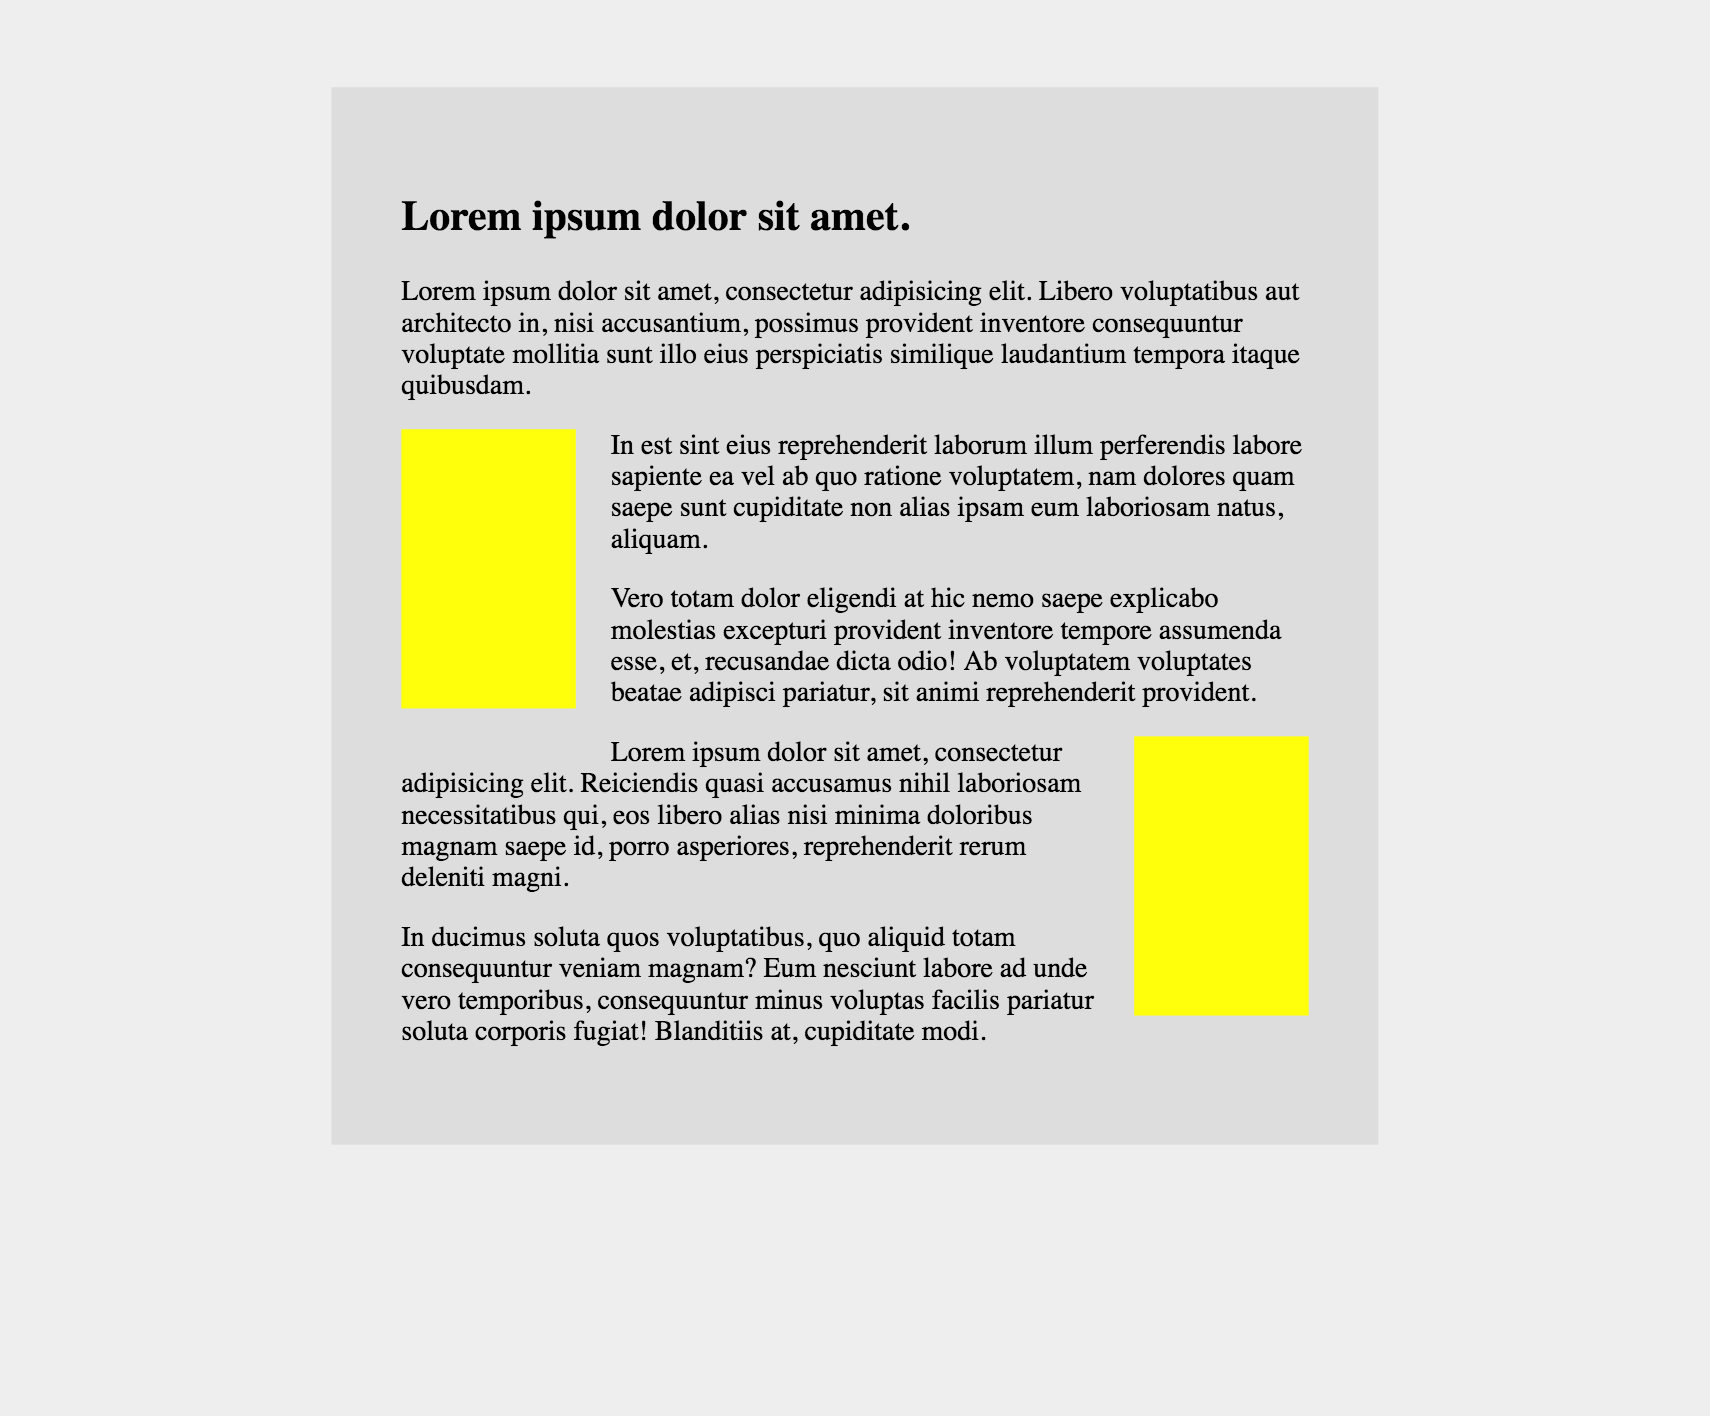 Lorem ipsum dolor sit amet.
Lorem ipsum dolor sit amet, consectetur adipisicing elit. Libero voluptatibus aut
architecto in, nisi accusantium, possimus provident inventore consequuntur
voluptate mollitia sunt illo eius perspiciatis similique laudantium tempora itaque
quibusdam.
In est sint eius reprehenderit laborum illum perferendis labore
sapiente ea vel ab quo ratione voluptatem, nam dolores quam
saepe sunt cupiditate non alias ipsam eum laboriosam natus,
aliquam.
Vero totam dolor eligendi at hic nemo saepe explicabo
molestias excepturi provident inventore tempore assumenda
esse, et, recusandae dicta odio! Ab voluptatem voluptates
beatae adipisci pariatur, sit animi reprehenderit provident.
Lorem ipsum dolor sit amet, consectetur
adipisicing elit. Reiciendis quasi accusamus nihil laboriosam
necessitatibus qui, eos libero alias nisi minima doloribus
magnam saepe id, porro asperiores, reprehenderit rerum
deleniti magni.
In ducimus soluta quos voluptatibus, quo aliquid totam
consequuntur veniam magnam? Eum nesciunt labore ad unde
vero temporibus, consequuntur minus voluptas facilis pariatur
soluta corporis fugiat! Blanditiis at, cupiditate modi.